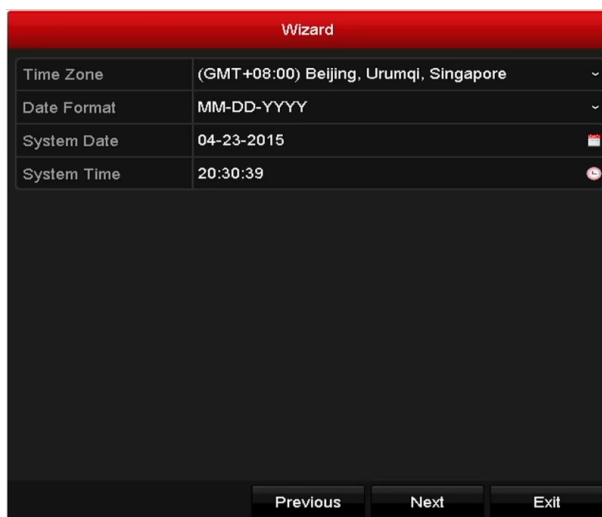 Wizard
Time Zone (GMT+08:00) Beijing, Urumqi, Singapore
Date Format MM-DD-YYYY
System Date 04-23-2015
System Time 20:30:39
Previous Next Exit